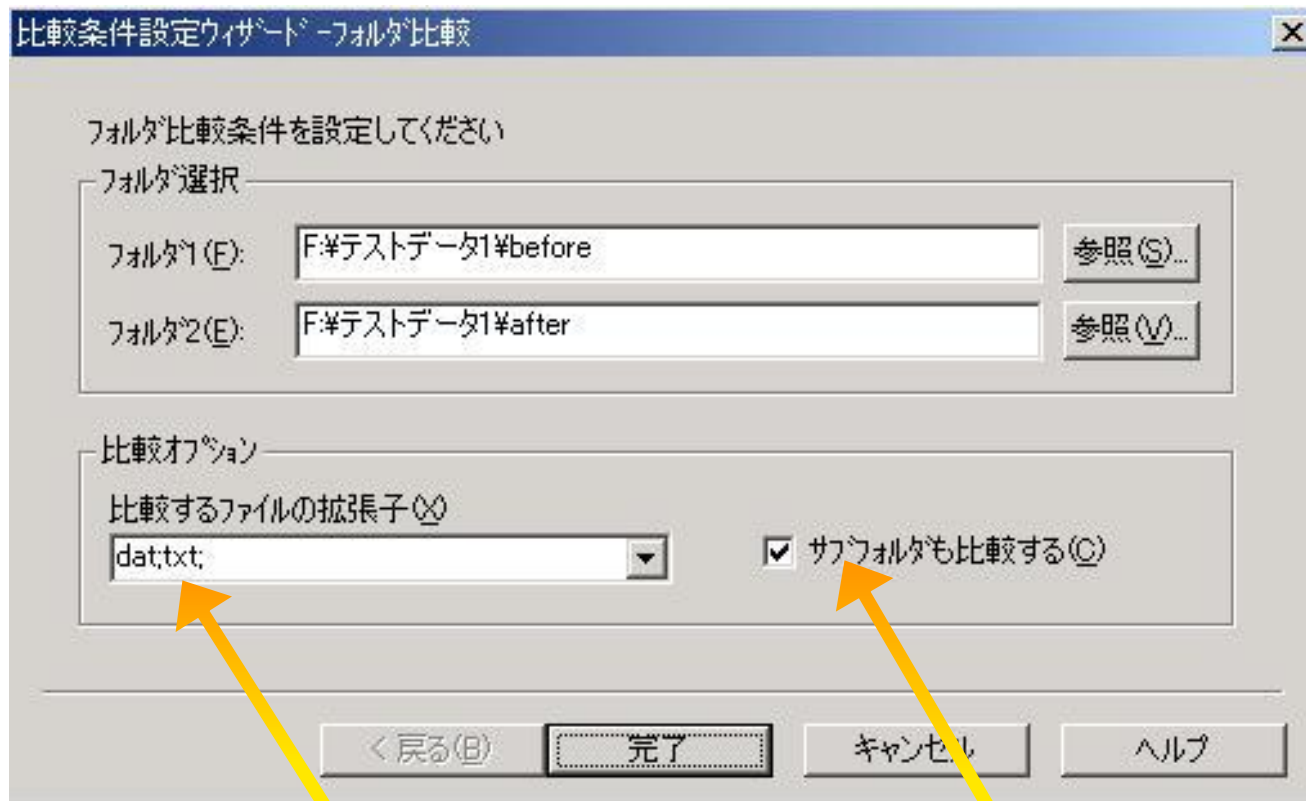 比較条件設定ウィザード -フォルダ比較
フォルダ比較条件を設定してください
フォルダ選択
フォルダ1(F): F:¥テストデータ1¥before 参照(S)...
フォルダ2(E): F:¥テストデータ1¥after 参照(V)...
比較オプション
比較するファイルの拡張子(X)
dat;txt; サブフォルダも比較する(C)
< 戻る(B) 完了 キャンセル ヘルプ